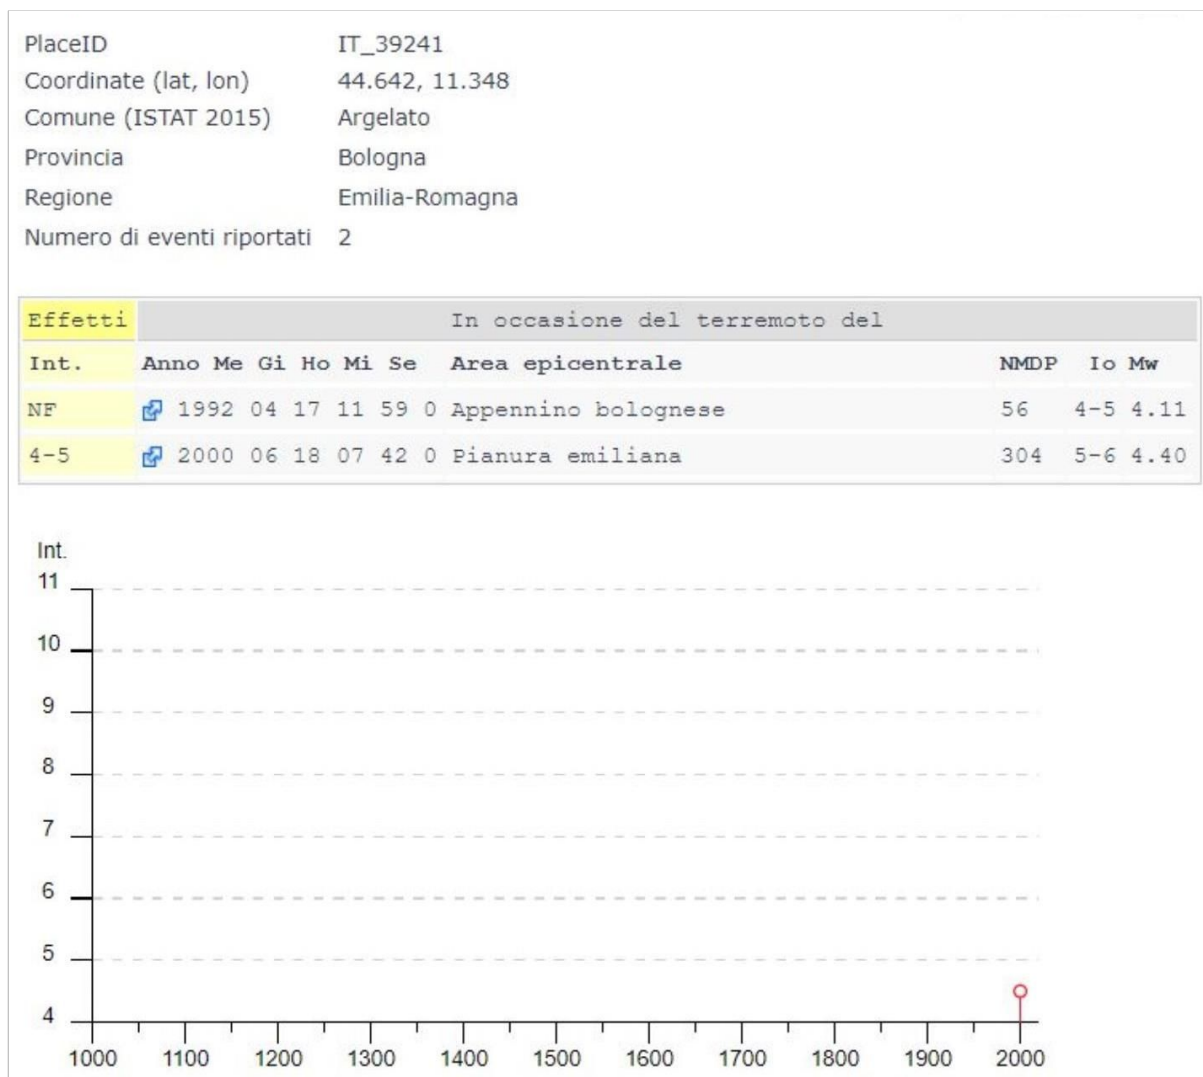 PlaceID IT_39241
Coordinate (lat, lon) 44.642, 11.348
Comune (ISTAT 2015) Argelato
Provincia Bologna
Regione Emilia-Romagna
Numero di eventi riportati 2
Effetti In occasione del terremoto del
Int. Anno Me Gi Ho Mi Se Area epicentrale NMDP Io Mw
NF 1992 04 17 11 59 0 Appennino bolognese 56 4-5 4.11
4-5 2000 06 18 07 42 0 Pianura emiliana 304 5-6 4.40
Int.
11
10
9
8
7
6
5
4
1000 1100 1200 1300 1400 1500 1600 1700 1800 1900 2000